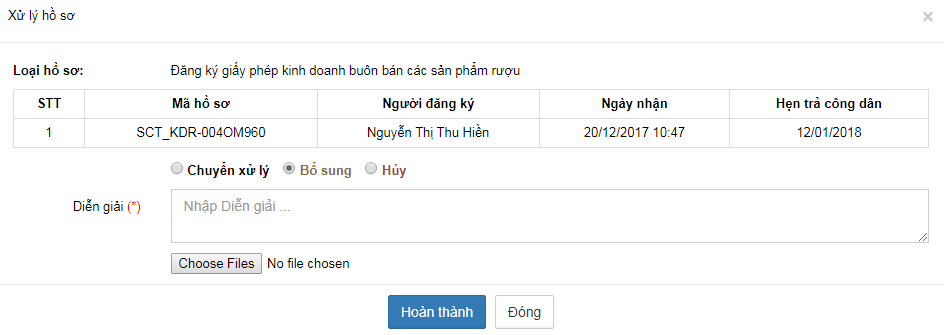 Xử lý hồ sơ ×
Loại hồ sơ: Đăng ký giấy phép kinh doanh buôn bán các sản phẩm rượu
STT Mã hồ sơ Người đăng ký Ngày nhận Hẹn trả công dân
1 SCT_KDR-004OM960 Nguyễn Thị Thu Hiền 20/12/2017 10:47 12/01/2018
Chuyển xử lý Bổ sung Hủy
Diễn giải (*) Nhập Diễn giải ...
Choose Files No file chosen
Hoàn thành Đóng